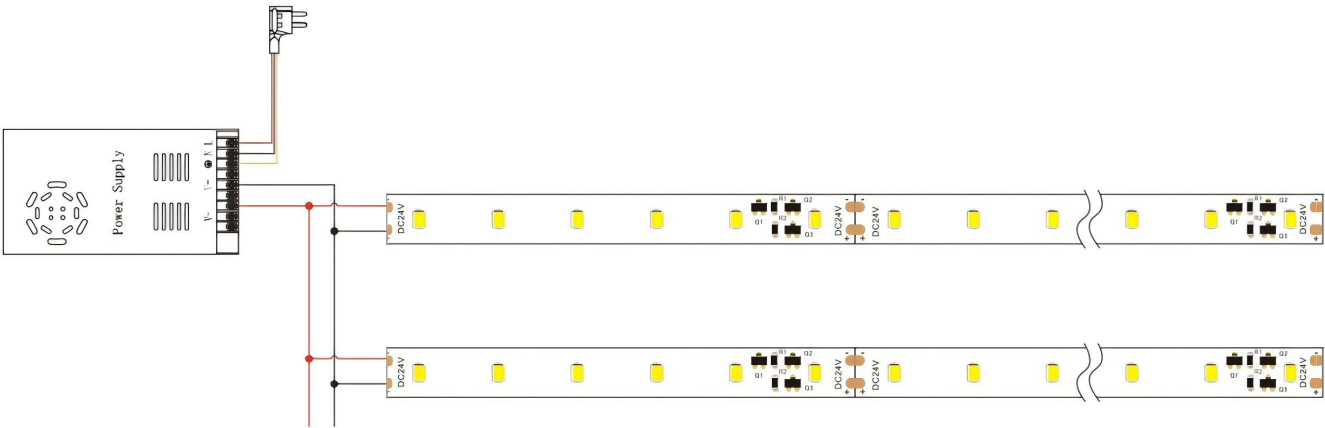 Power Supply
L
N
V-
V-
DC24V
R1
Q2
Q1
R2
Q3
-
DC24V
+
-
DC24V
+
R1
Q2
Q1
R2
Q3
-
DC24V
+
DC24V
R1
Q2
Q1
R2
Q3
-
DC24V
+
-
DC24V
+
R1
Q2
Q1
R2
Q3
-
DC24V
+